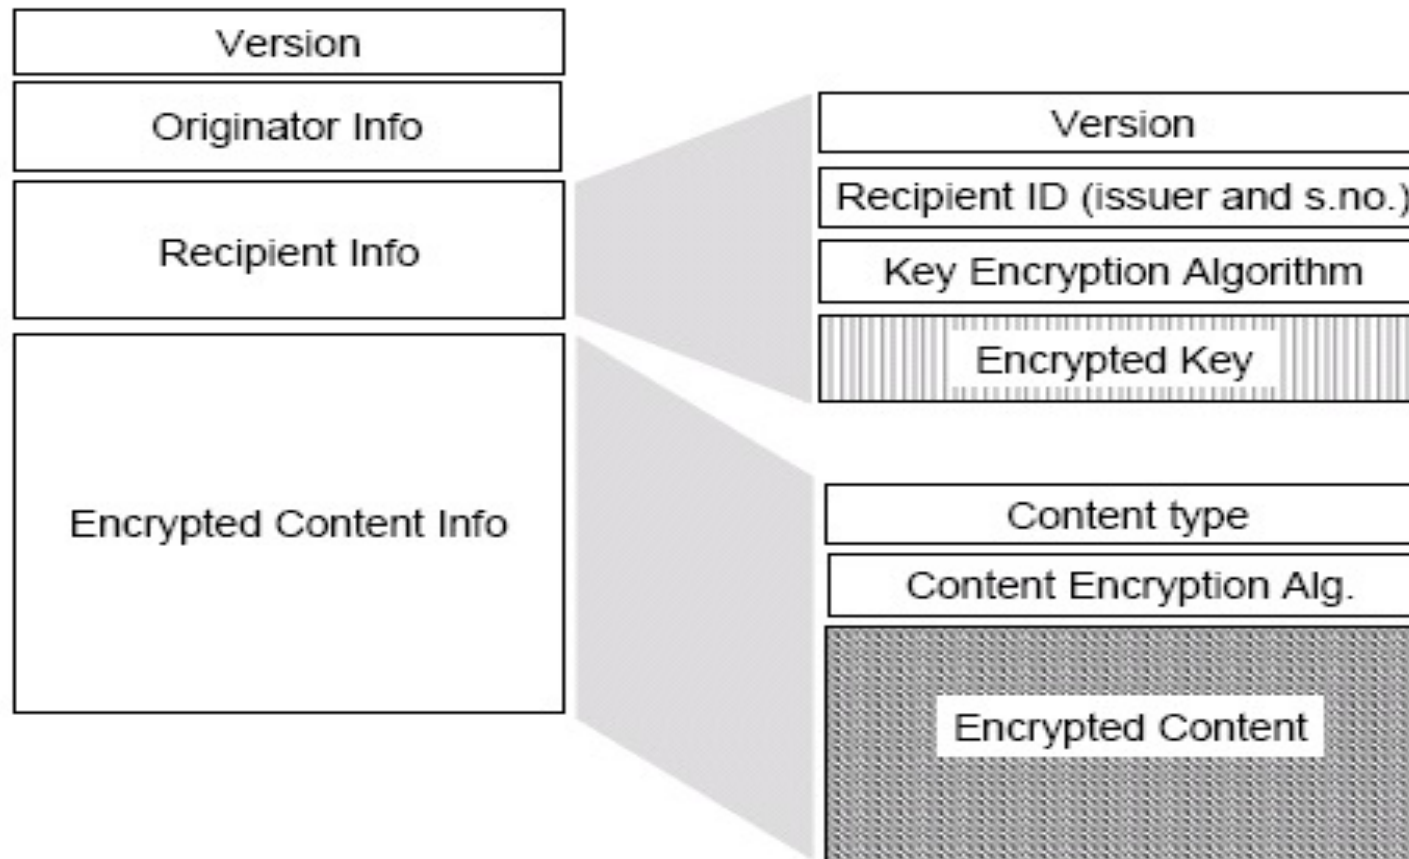 Version
Originator Info
Recipient Info
Encrypted Content Info
Version
Recipient ID (issuer and s.no.)
Key Encryption Algorithm
Encrypted Key
Content type
Content Encryption Alg.
Encrypted Content